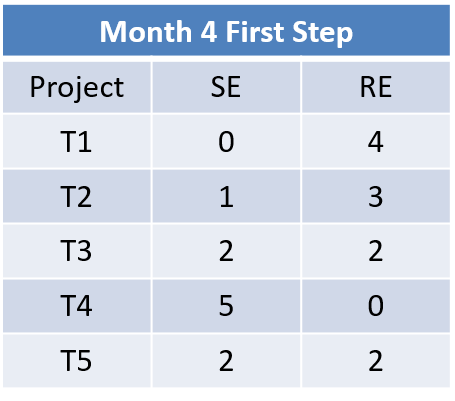 Month 4 First Step
Project SE RE
T1 0 4
T2 1 3
T3 2 2
T4 5 0
T5 2 2